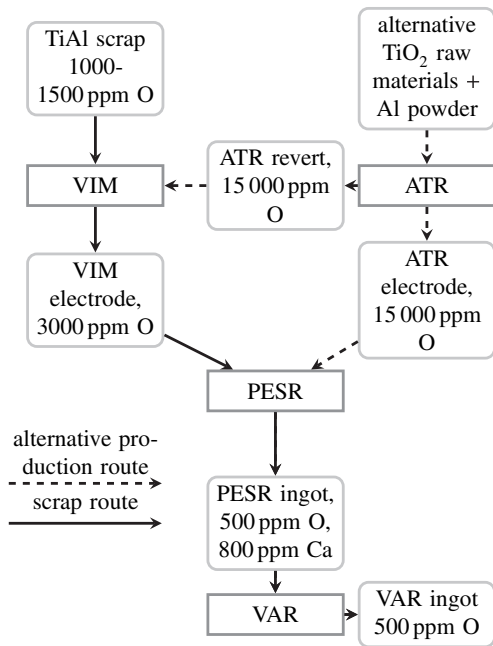 TiAl scrap
1000-
1500 ppm O
alternative
TiO₂ raw
materials +
Al powder
VIM
ATR revert,
15 000 ppm
O
ATR
VIM
electrode,
3000 ppm O
ATR
electrode,
15 000 ppm
O
PESR
alternative pro-
duction route
scrap route
PESR ingot,
500 ppm O,
800 ppm Ca
VAR
VAR ingot
500 ppm O